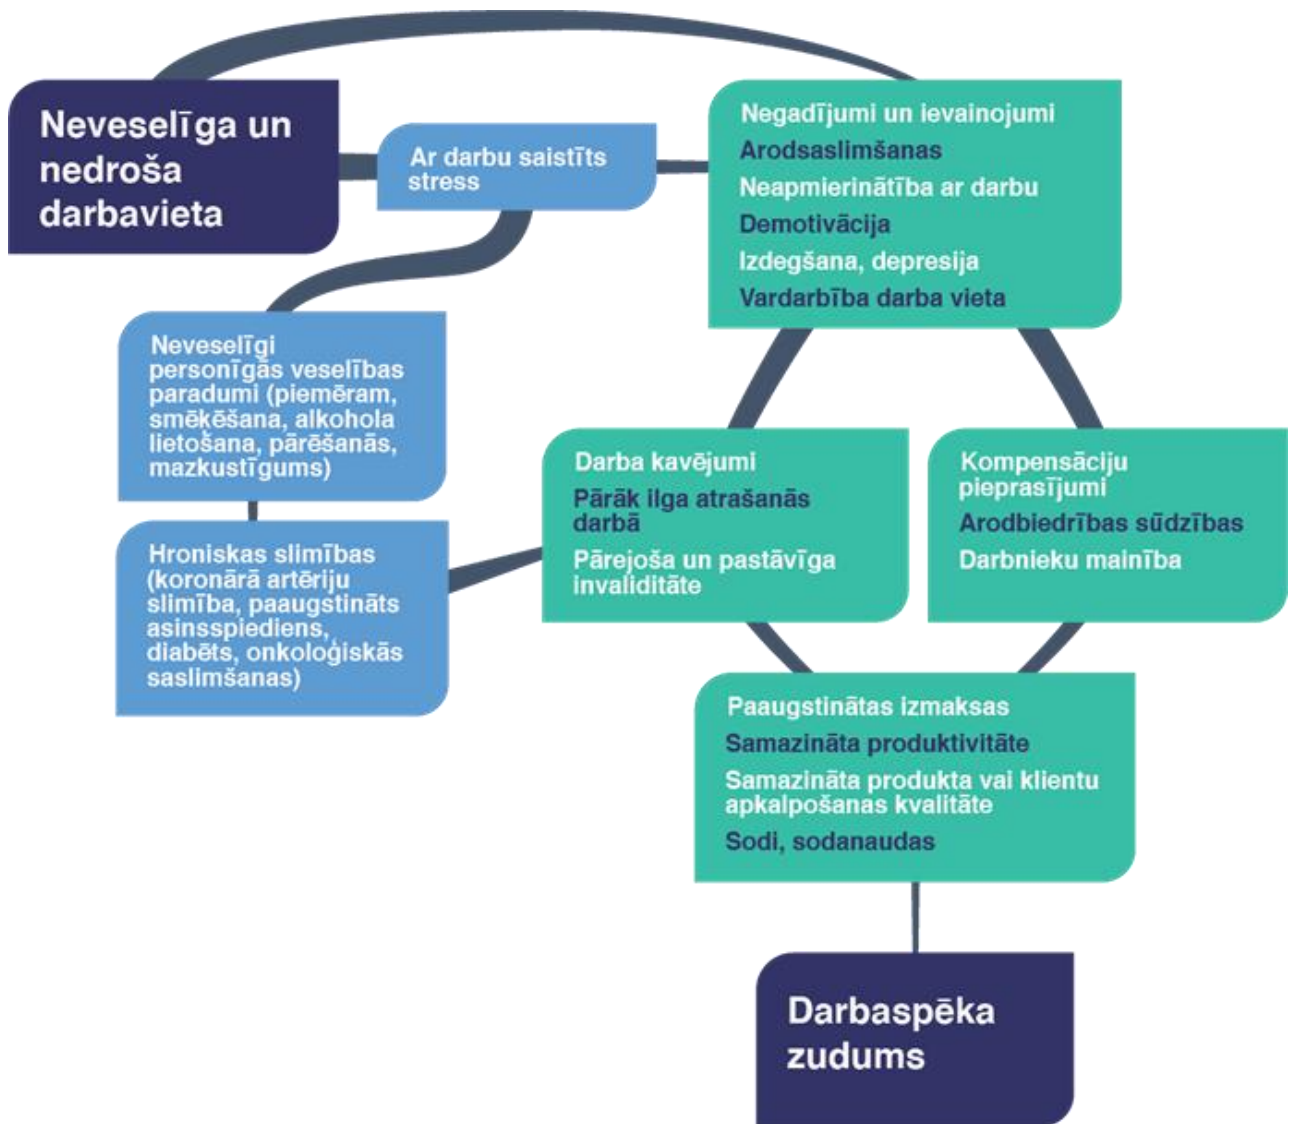 Neveselīga un
nedroša
darbavieta
Ar darbu saistīts
stress
Negadījumi un ievainojumi
Arodsaslimšanas
Neapmierinātība ar darbu
Demotivācija
Izdegšana, depresija
Vardarbība darba vieta
Neveselīgi
personīgās veselības
paradumi (piemēram,
smēķēšana, alkohola
lietošana, pārēšanās,
mazkustīgums)
Hroniskas slimības
(koronārā artēriju
slimība, paaugstināts
asinsspiediens,
diabēts, onkoloģiskās
saslimšanas)
Darba kavējumi
Pārāk ilga atrašanās
darbā
Pārejoša un pastāvīga
invaliditāte
Kompensāciju
pieprasījumi
Arodbiedrības sūdzības
Darbnieku mainība
Paaugstinātas izmaksas
Samazināta produktivitāte
Samazināta produkta vai klientu
apkalpošanas kvalitāte
Sodi, sodanaudas
Darbaspēka
zudums